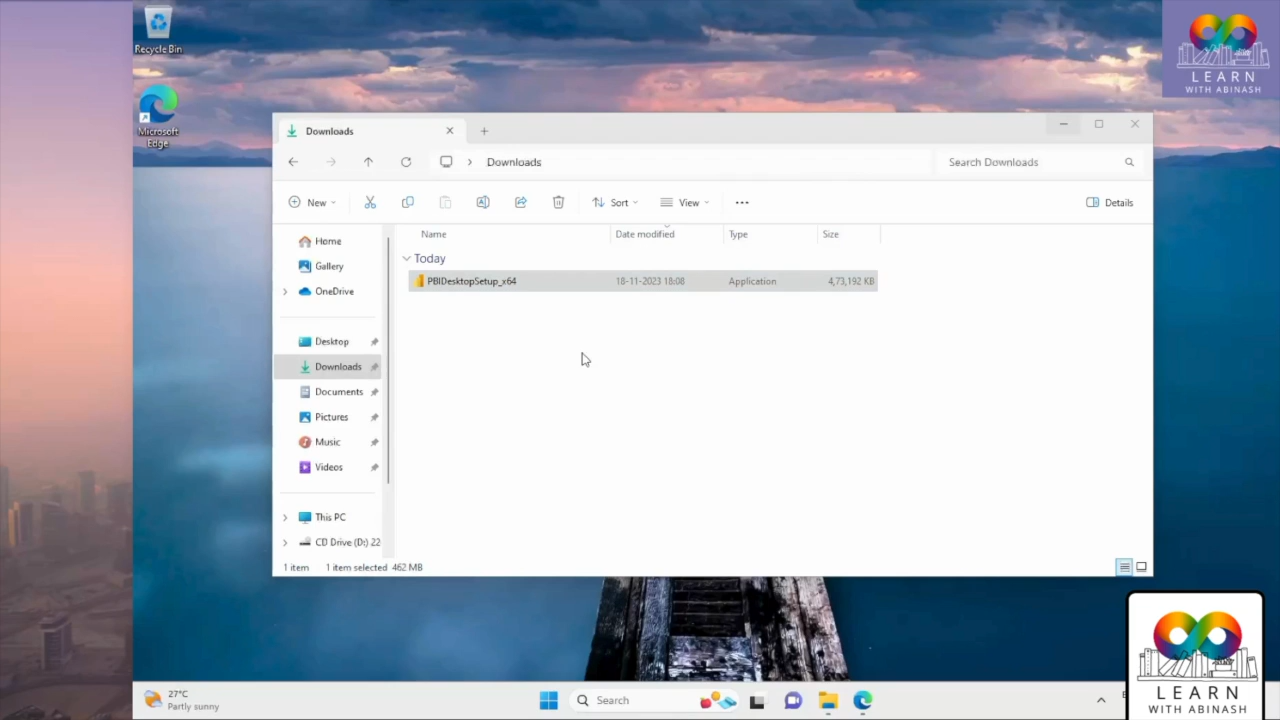 Recycle Bin
Microsoft
Edge
LEARN
WITH ABINASH
Downloads
Downloads
Search Downloads
New
Sort
View
Details
Name
Date modified
Type
Size
Home
Gallery
OneDrive
Desktop
Downloads
Documents
Pictures
Music
Videos
This PC
CD Drive (D:) 22
Today
PBIDesktopSetup_x64
18-11-2023 18:08
Application
4,73,192 KB
1 item
1 item selected
462 MB
27°C
Partly sunny
Search
LEARN
WITH ABINASH